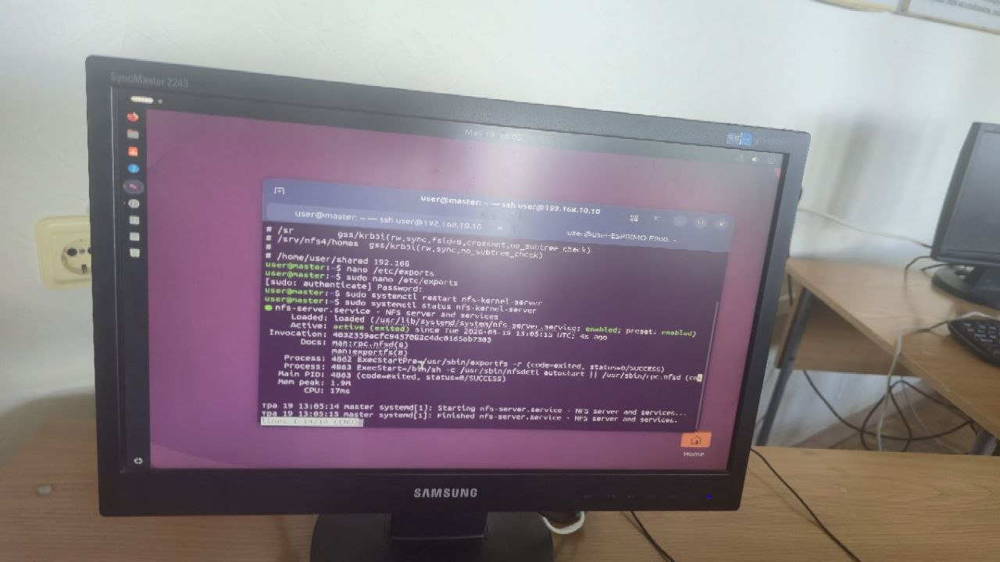 SyncMaster 2243
May 19 16:05
user@master: ~ — ssh user@192.168.10.10
user@master: ~ — ssh user@192.168.10.10
user@user-ESPRIMO-E900: ~
# /sr gss/krb5i(rw,sync,fsid=0,crossmnt,no_subtree_check)
# /srv/nfs4/homes gss/krb5i(rw,sync,no_subtree_check)
#
# /home/user/shared 192.168
user@master:~$ nano /etc/exports
user@master:~$ sudo nano /etc/exports
[sudo: authenticate] Password:
user@master:~$ sudo systemctl restart nfs-kernel-server
user@master:~$ sudo systemctl status nfs-kernel-server
nfs-server.service - NFS server and services
Loaded: loaded (/usr/lib/systemd/system/nfs-server.service; enabled; preset: enabled)
Active: active (exited) since Tue 2026-05-19 13:05:15 UTC; 4s ago
Invocation:
Docs: man:rpc.nfsd(8)
man:exportfs(8)
Process: 4862 ExecStartPre=/usr/sbin/exportfs -r (code=exited, status=0/SUCCESS)
Process: 4863 ExecStart=/bin/sh -c /usr/sbin/nfsdctl autostart || /usr/sbin/rpc.nfsd (co
Main PID: 4863 (code=exited, status=0/SUCCESS)
Mem peak: 1.9M
CPU: 17ms
тра 19 13:05:14 master systemd[1]: Starting nfs-server.service - NFS server and services...
тра 19 13:05:15 master systemd[1]: Finished nfs-server.service - NFS server and services.
lines 1-14/14 (END)
Home
SAMSUNG